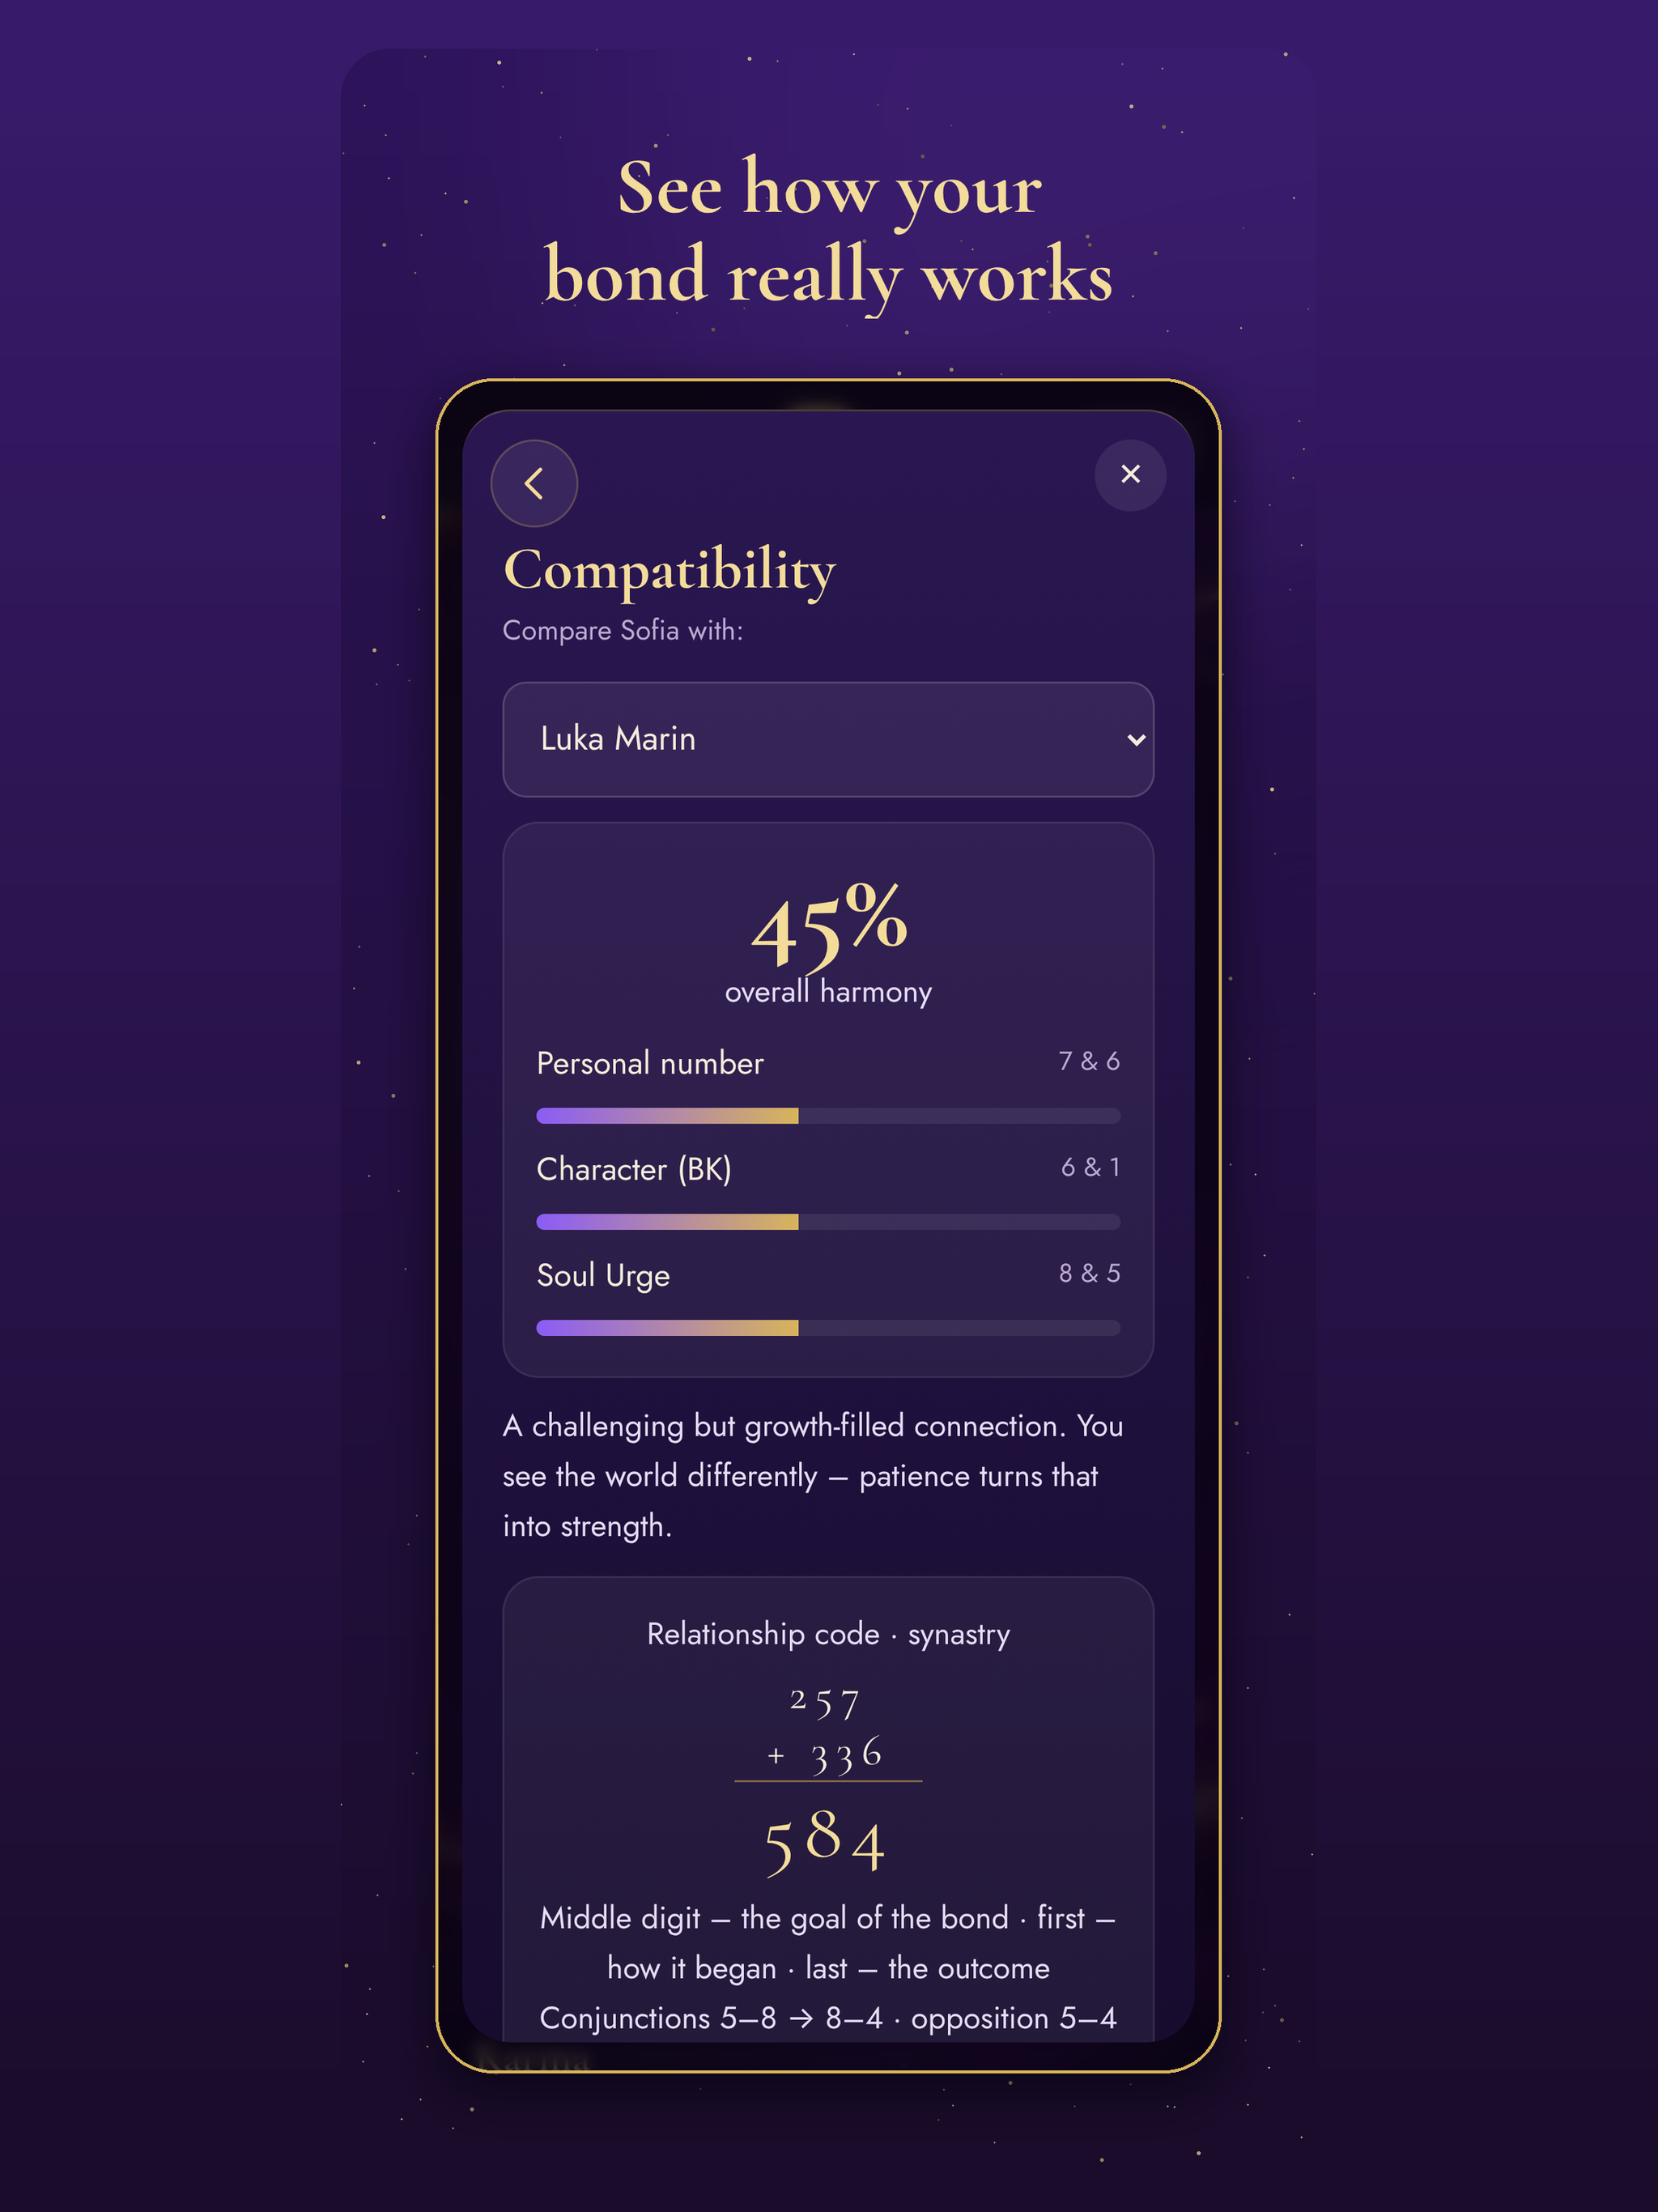 See how your
bond really works
Compatibility
Compare Sofia with:
Luka Marin
45%
overall harmony
Personal number 7 & 6
Character (BK) 6 & 1
Soul Urge 8 & 5
A challenging but growth-filled connection. You
see the world differently – patience turns that
into strength.
Relationship code · synastry
257
+ 336
584
Middle digit – the goal of the bond · first –
how it began · last – the outcome
Conjunctions 5–8 → 8–4 · opposition 5–4
Karma